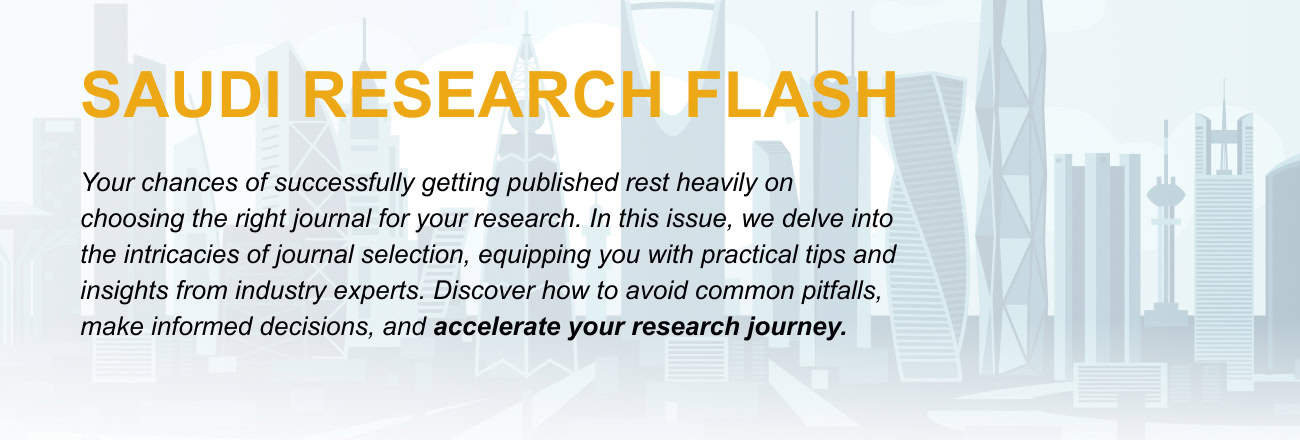 SAUDI RESEARCH FLASH
Your chances of successfully getting published rest heavily on
choosing the right journal for your research. In this issue, we delve into
the intricacies of journal selection, equipping you with practical tips and
insights from industry experts. Discover how to avoid common pitfalls,
make informed decisions, and accelerate your research journey.